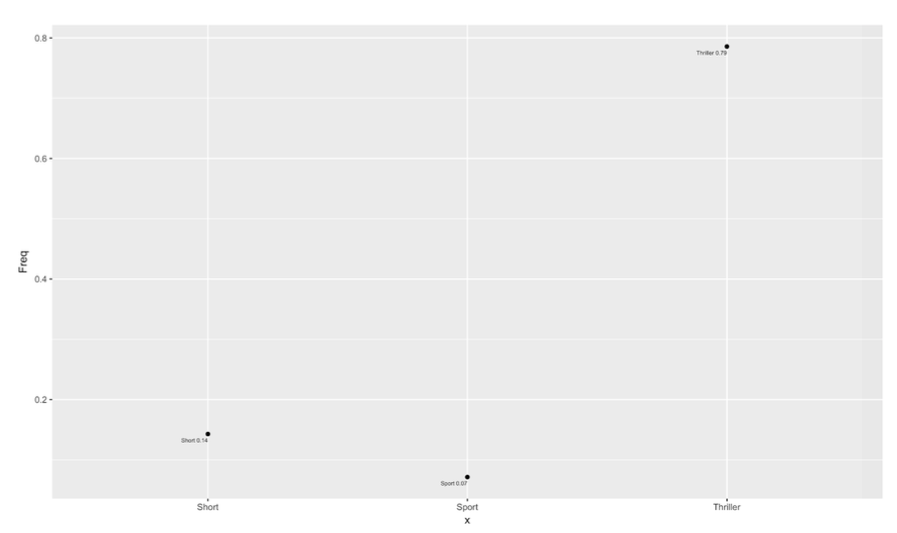 0.8
Thriller 0.79
0.6
Freq
0.4
0.2
Short 0.14
Sport 0.07
Short Sport Thriller
x